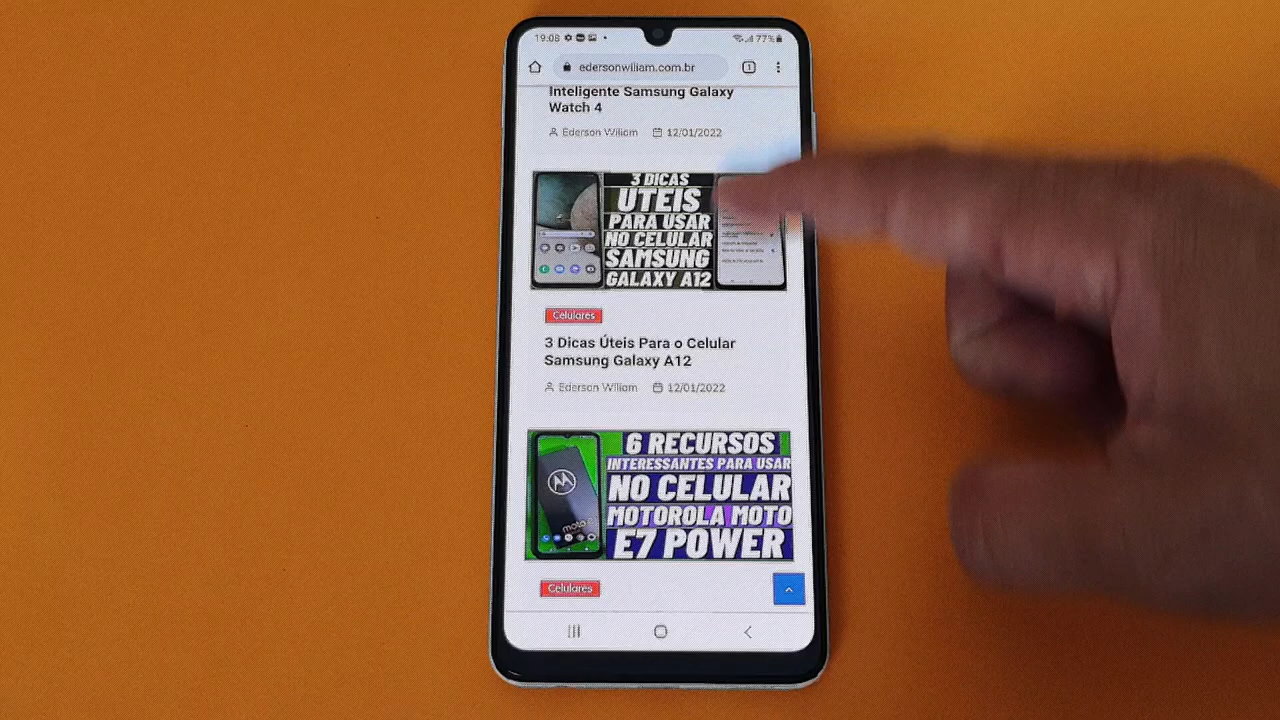 19:08
77%
edersonwiliam.com.br
1
Inteligente Samsung Galaxy
Watch 4
Ederson Wiliam 12/01/2022
3 DICAS
ÚTEIS
PARA USAR
NO CELULAR
SAMSUNG
GALAXY A12
Celulares
3 Dicas Úteis Para o Celular
Samsung Galaxy A12
Ederson Wiliam 12/01/2022
6 RECURSOS
INTERESSANTES PARA USAR
NO CELULAR
MOTOROLA MOTO
E7 POWER
moto
Celulares